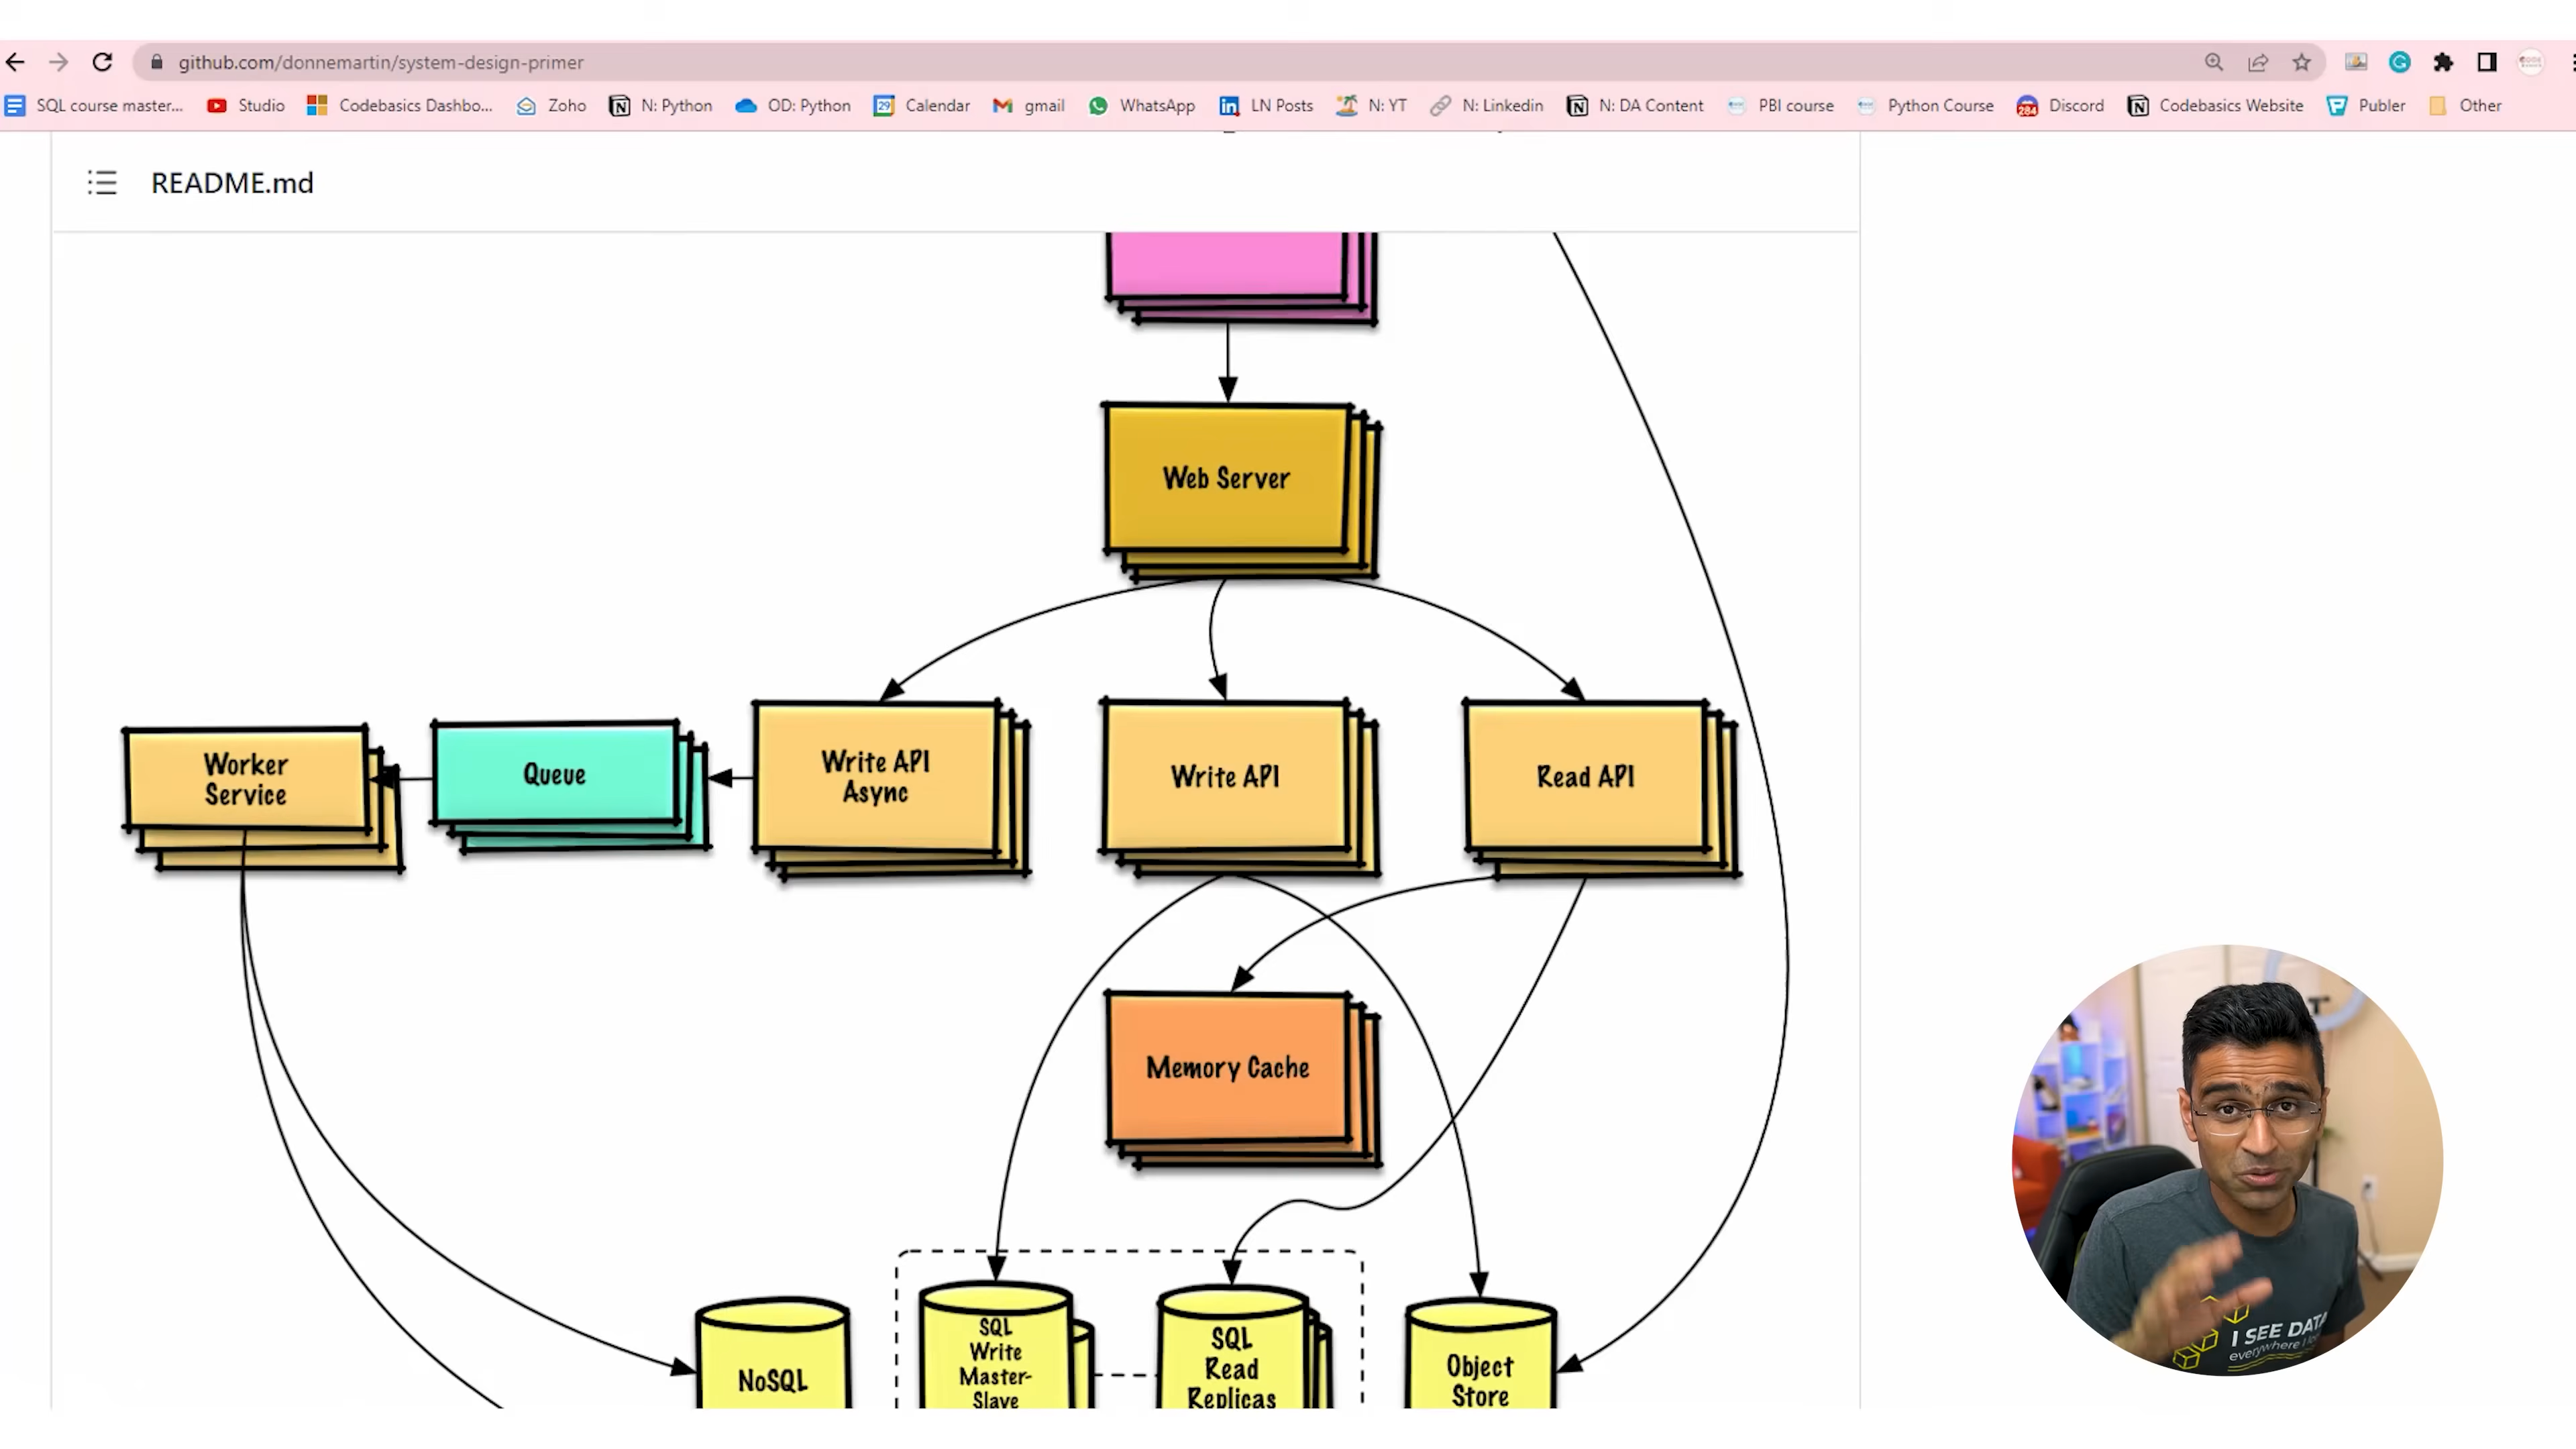 github.com/donnemartin/system-design-primer
SQL course master... Studio Codebasics Dashbo... Zoho N: Python OD: Python 29 Calendar gmail WhatsApp LN Posts N: YT N: Linkedin N: DA Content PBI course Python Course 284 Discord Codebasics Website Publer Other
README.md
Web Server
Worker
Service
Queue
Write API
Async
Write API
Read API
Memory Cache
NoSQL
SQL
Write
Master-
Slave
SQL
Read
Replicas
Object
Store
I SEE DATA
everywhere I